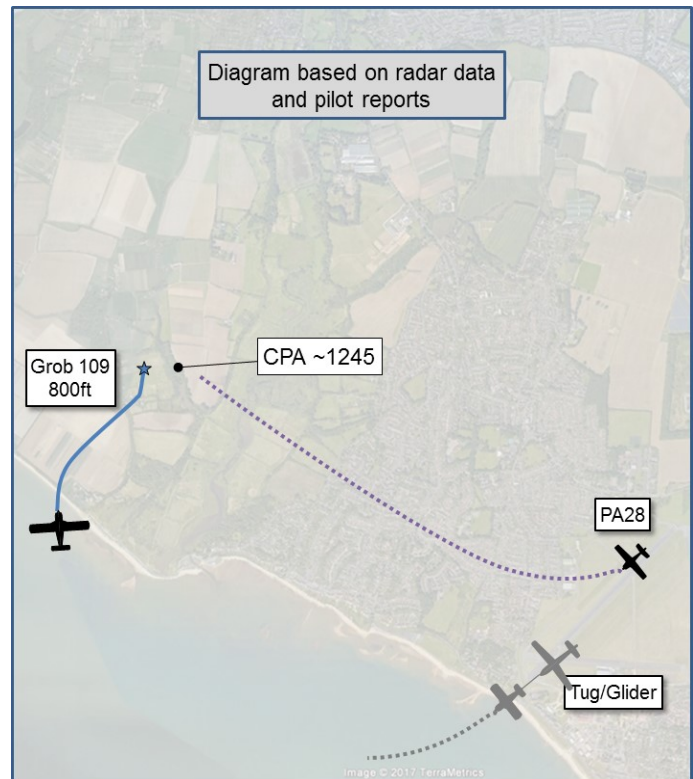 Diagram based on radar data
and pilot reports
CPA ~1245
Grob 109
800ft
PA28
Tug/Glider
Image © 2017 TerraMetrics